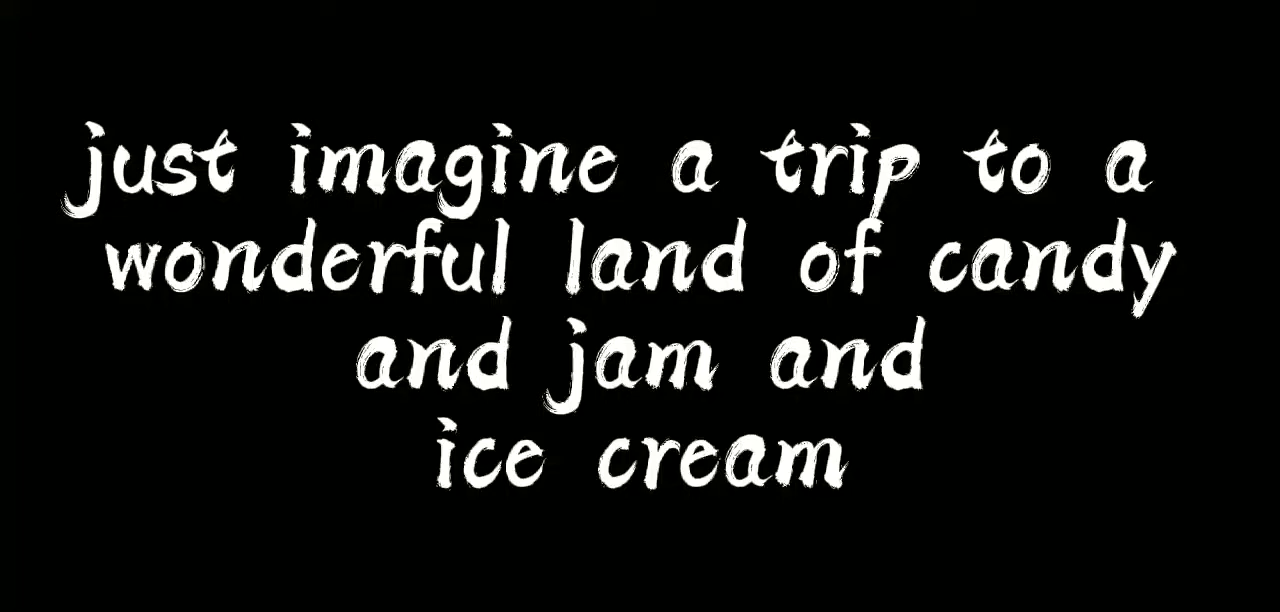 just imagine a trip to a
wonderful land of candy
and jam and
ice cream